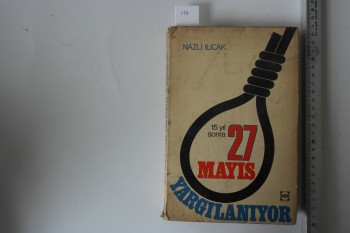 NAZLI ILICAK
15 yıl
sonra
27
MAYIS
YARGILANIYOR